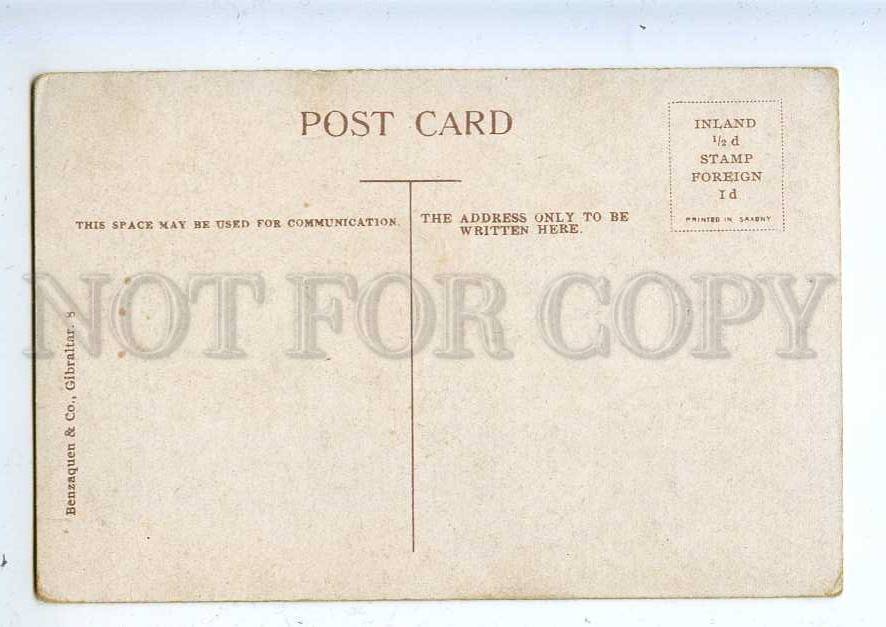 POST CARD
INLAND
½ d
STAMP
FOREIGN
1d
PRINTED IN SAXONY
THIS SPACE MAY BE USED FOR COMMUNICATION.
THE ADDRESS ONLY TO BE
WRITTEN HERE.
NOT FOR COPY
Benzaquen & Co., Gibraltar. 8